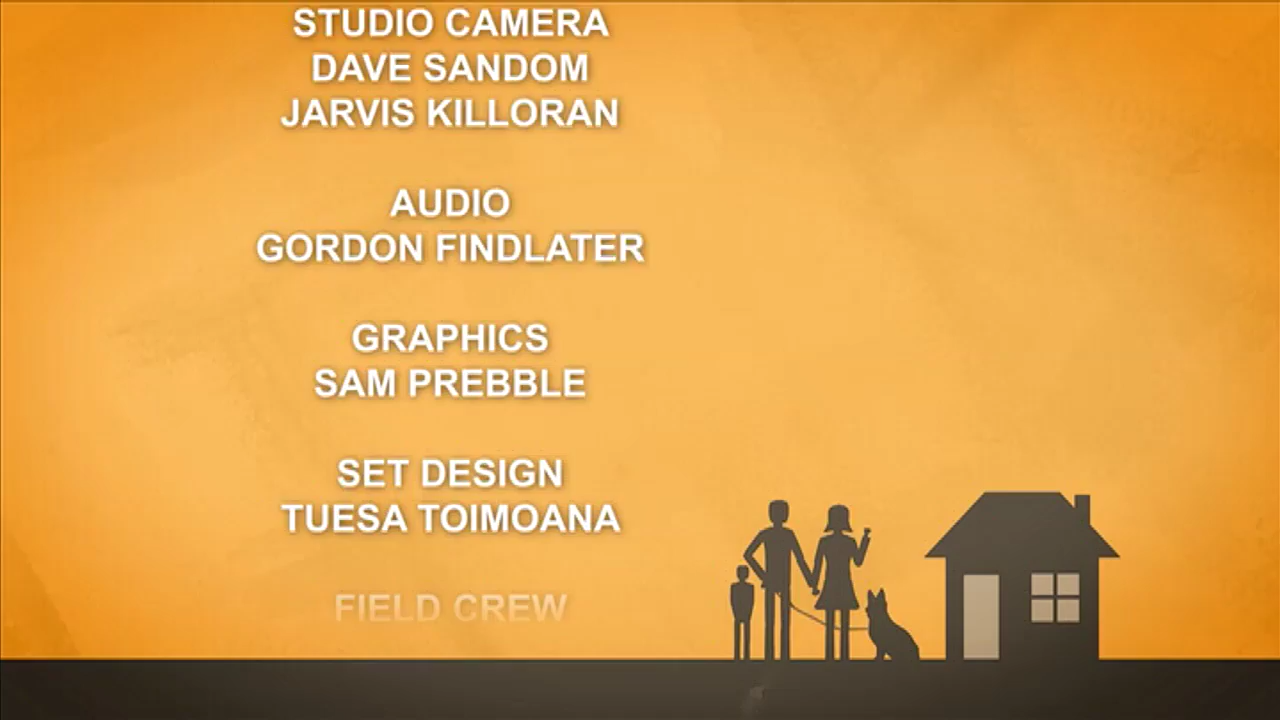 STUDIO CAMERA
DAVE SANDOM
JARVIS KILLORAN
AUDIO
GORDON FINDLATER
GRAPHICS
SAM PREBBLE
SET DESIGN
TUESA TOIMOANA
FIELD CREW